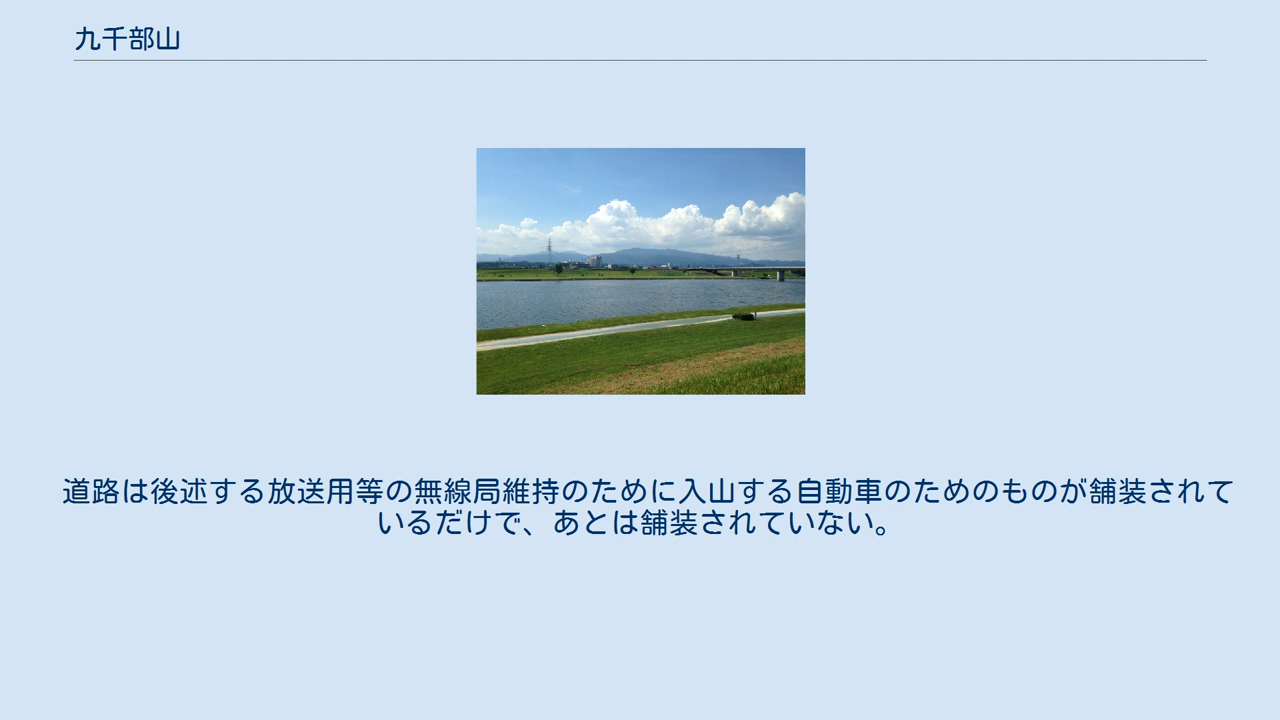 九千部山
道路は後述する放送用等の無線局維持のために入山する自動車のためのものが舗装されて
いるだけで、あとは舗装されていない。